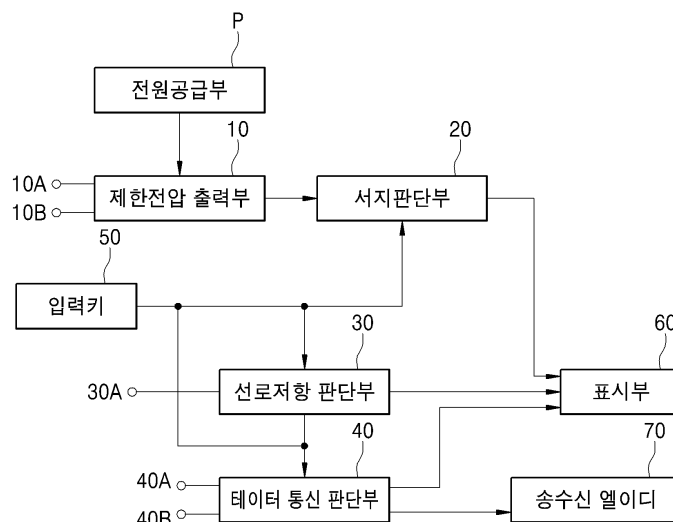 P
전원공급부
10
20
10A
10B
제한전압 출력부
서지판단부
50
입력키
30
60
30A
선로저항 판단부
표시부
40
70
40A
40B
테이터 통신 판단부
송수신 엘이디